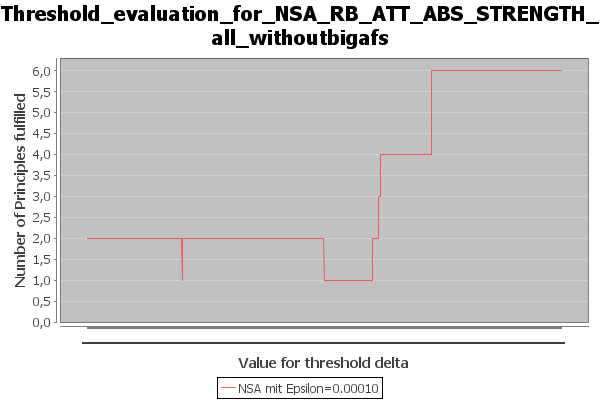 Threshold_evaluation_for_NSA_RB_ATT_ABS_STRENGTH_
all_withoutbigafs
Number of Principles fulfilled
6,0
5,5
5,0
4,5
4,0
3,5
3,0
2,5
2,0
1,5
1,0
0,5
0,0
Value for threshold delta
NSA mit Epsilon=0.00010